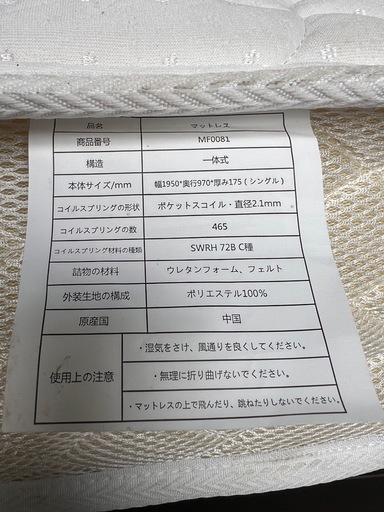 品名 マットレス
商品番号 MF0081
構造 一体式
本体サイズ/mm 幅1950*奥行970*厚み175（シングル）
コイルスプリングの形状 ポケットスコイル・直径2.1mm
コイルスプリングの数 465
コイルスプリング材料の種類 SWRH 72B C種
詰物の材料 ウレタンフォーム、フェルト
外装生地の構成 ポリエステル100%
原産国 中国
使用上の注意
・湿気をさけ、風通りを良くしてください。
・無理に折り曲げないでください。
・マットレスの上で飛んだり、跳ねたりしないでください。